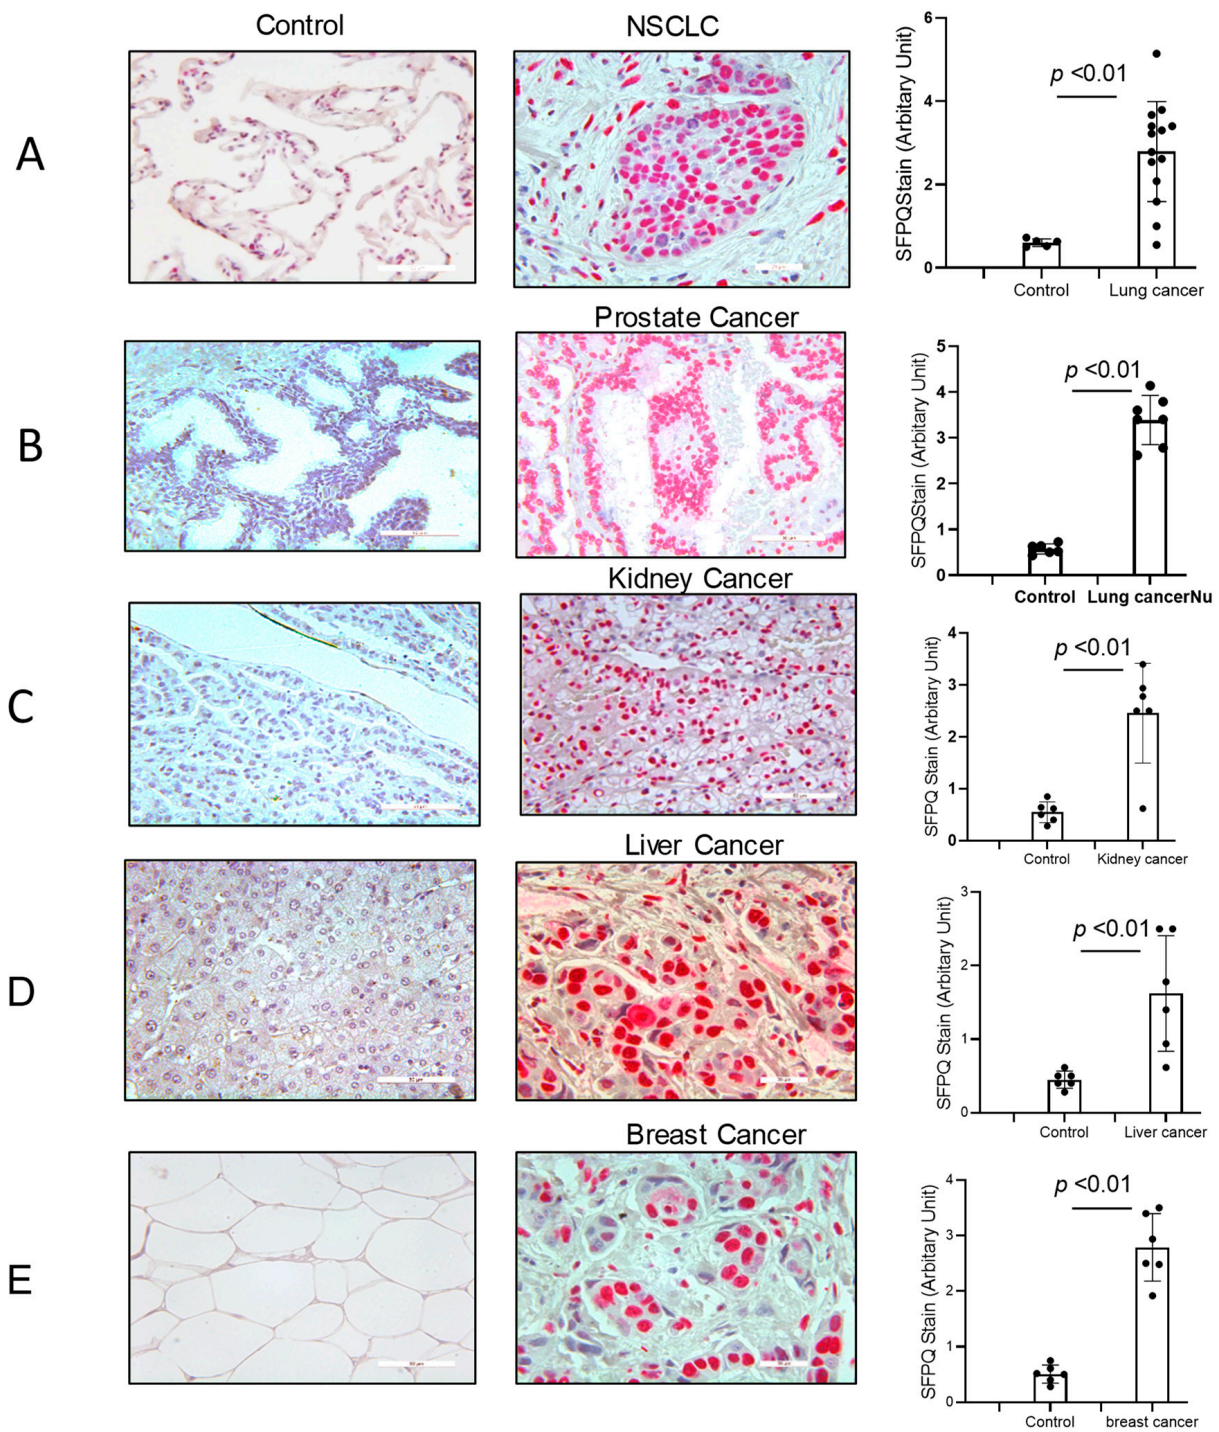 Control
NSCLC
A
SFPQStain (Arbitary Unit)
6
4
2
0
p <0.01
Control
Lung cancer
Prostate Cancer
B
SFPQStain (Arbitary Unit)
5
4
3
2
1
0
p <0.01
Control
Lung cancerNu
Kidney Cancer
C
SFPQ Stain (Arbitary Unit)
4
3
2
1
0
p <0.01
Control
Kidney cancer
Liver Cancer
D
50 µm
SFPQ Stain (Arbitary Unit)
3
2
1
0
p <0.01
Control
Liver cancer
Breast Cancer
E
SFPQ Stain (Arbitary Unit)
4
3
2
1
0
p <0.01
Control
breast cancer